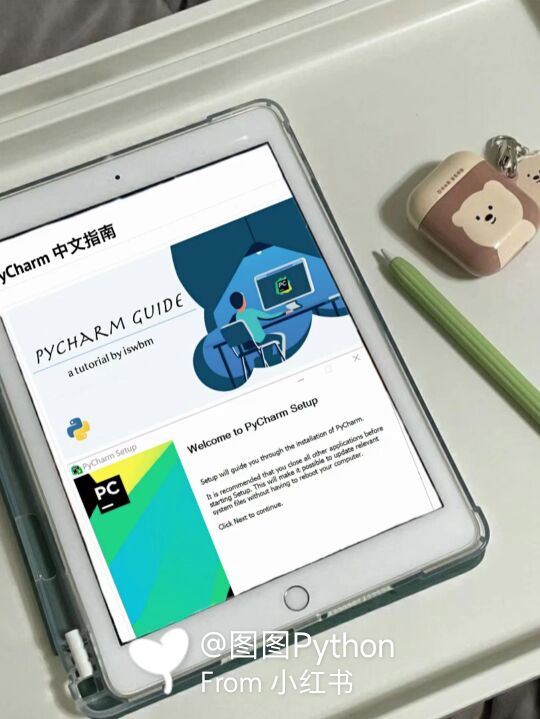 yCharm 中文指南
PYCHARM GUIDE
a tutorial by iswbm
PC
PyCharm Setup
Welcome to PyCharm Setup
Setup will guide you through the installation of PyCharm.
It is recommended that you close all other applications before
starting Setup. This will make it possible to update relevant
system files without having to reboot your computer.
Click Next to continue.
PC
@图图Python
From 小红书